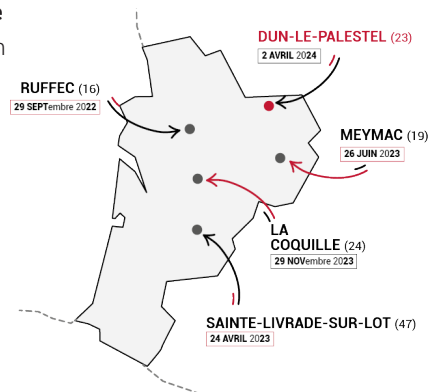 e
n
DUN-LE-PALESTEL (23)
2 AVRIL 2024
RUFFEC (16)
29 SEPTembre 2022
MEYMAC (19)
26 JUIN 2023
LA
COQUILLE (24)
29 NOVembre 2023
SAINTE-LIVRADE-SUR-LOT (47)
24 AVRIL 2023